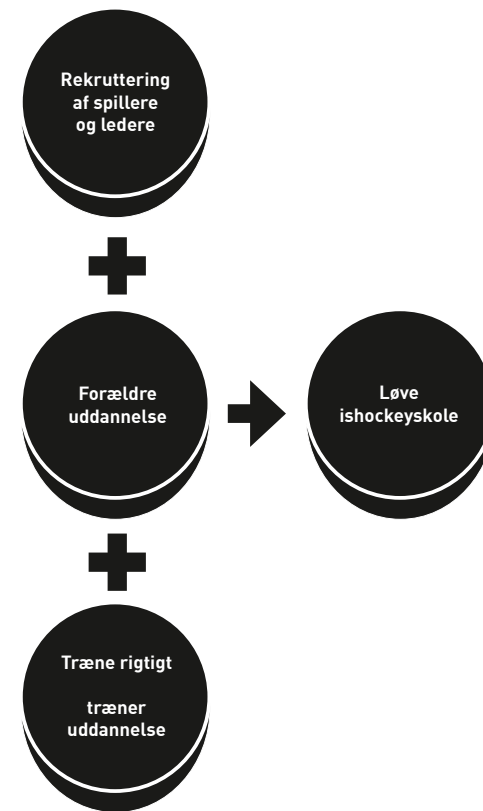 Rekruttering
af spillere
og ledere
Forældre
uddannelse
Løve
ishockeyskole
Træne rigtigt
træner
uddannelse